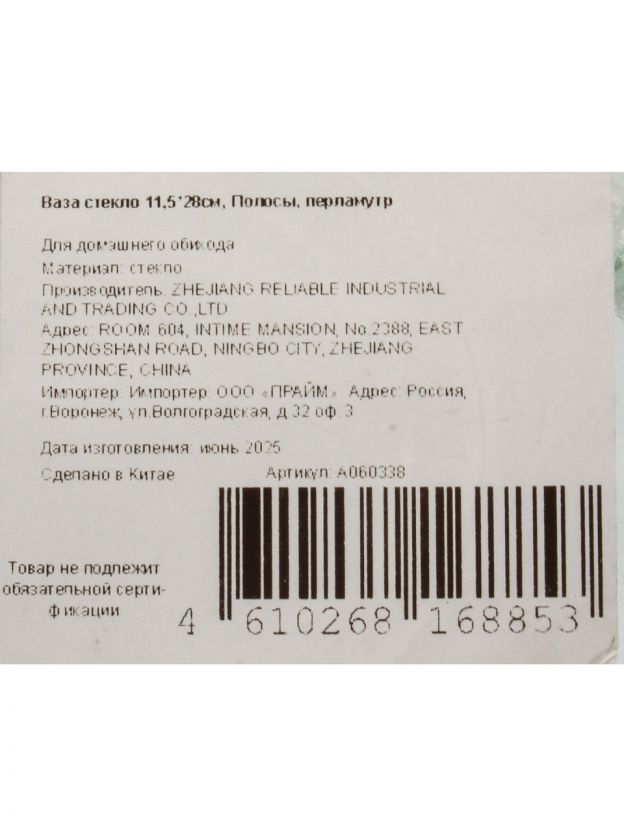 Ваза стекло 11,5*28см, Полосы, перламутр
Для домашнего обихода
Материал: стекло
Производитель: ZHEJIANG RELIABLE INDUSTRIAL
AND TRADING CO.,LTD
Адрес: ROOM 604, INTIME MANSION, No.2388, EAST
ZHONGSHAN ROAD, NINGBO CITY, ZHEJIANG
PROVINCE, CHINA
Импортер: Импортер: ООО «ПРАЙМ» Адрес: Россия,
г.Воронеж, ул.Волгоградская, д 32 оф. 3
Дата изготовления: июнь 2025
Сделано в Китае Артикул: A060338
Товар не подлежит
обязательной серти-
фикации
4 610268 168853